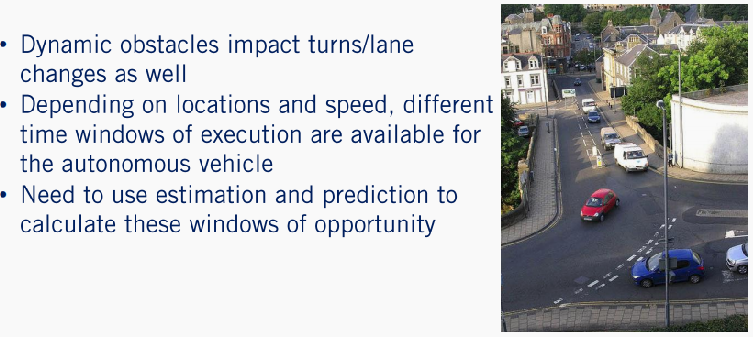 • Dynamic obstacles impact turns/lane
changes as well
• Depending on locations and speed, different
time windows of execution are available for
the autonomous vehicle
• Need to use estimation and prediction to
calculate these windows of opportunity